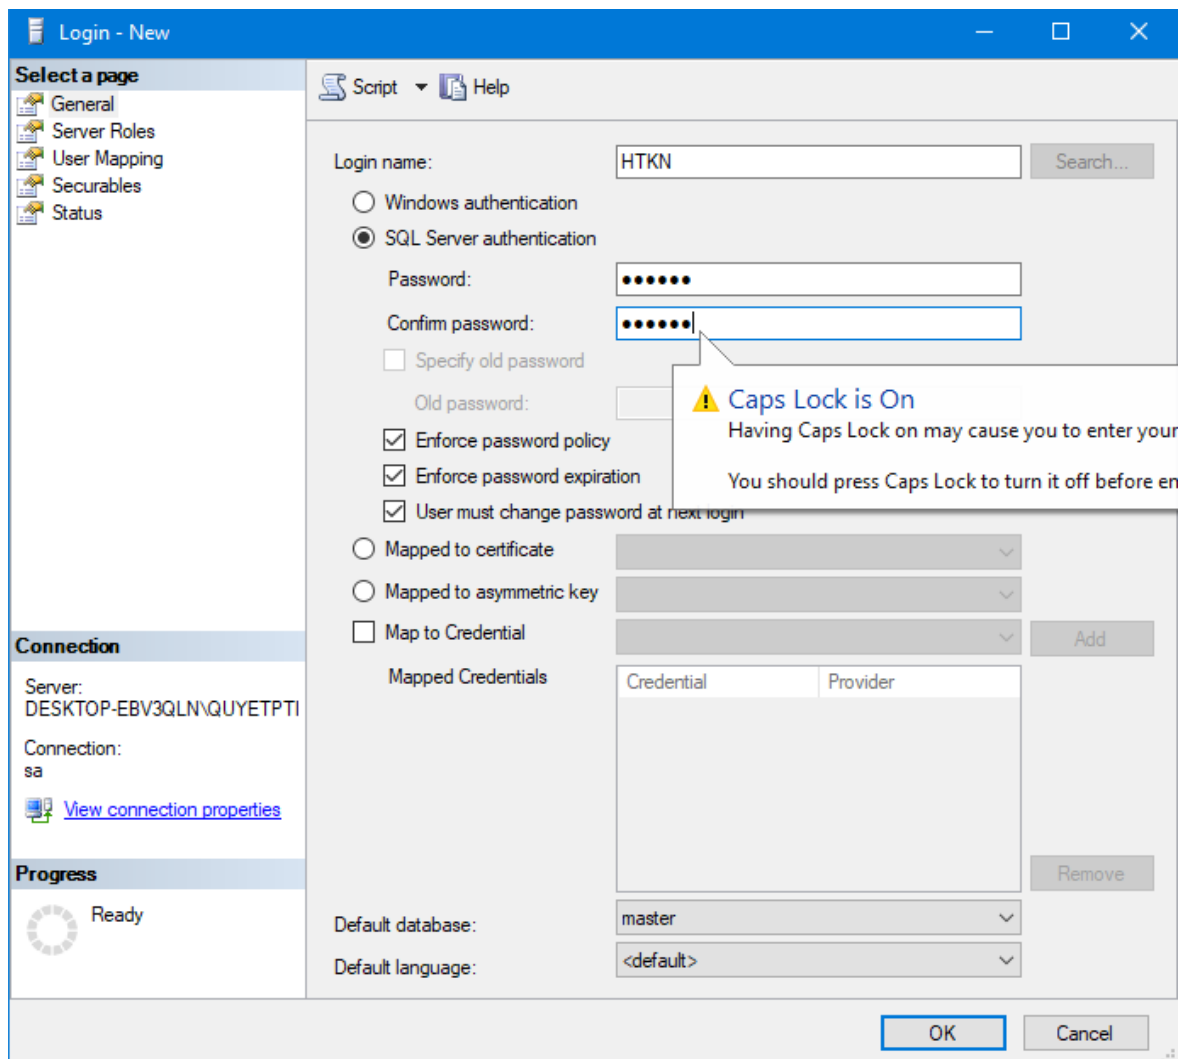 Login - New
Select a page
General
Server Roles
User Mapping
Securables
Status
Script
Help
Login name:
HTKN
Search...
Windows authentication
SQL Server authentication
Password:
••••••
Confirm password:
••••••
Specify old password
Old password:
Caps Lock is On
Having Caps Lock on may cause you to enter your
You should press Caps Lock to turn it off before en
Enforce password policy
Enforce password expiration
User must change password at next login
Mapped to certificate
Mapped to asymmetric key
Map to Credential
Add
Mapped Credentials
Credential
Provider
Remove
Default database:
master
Default language:
<default>
Connection
Server:
DESKTOP-EBV3QLN\QUYETPTI
Connection:
sa
View connection properties
Progress
Ready
OK
Cancel